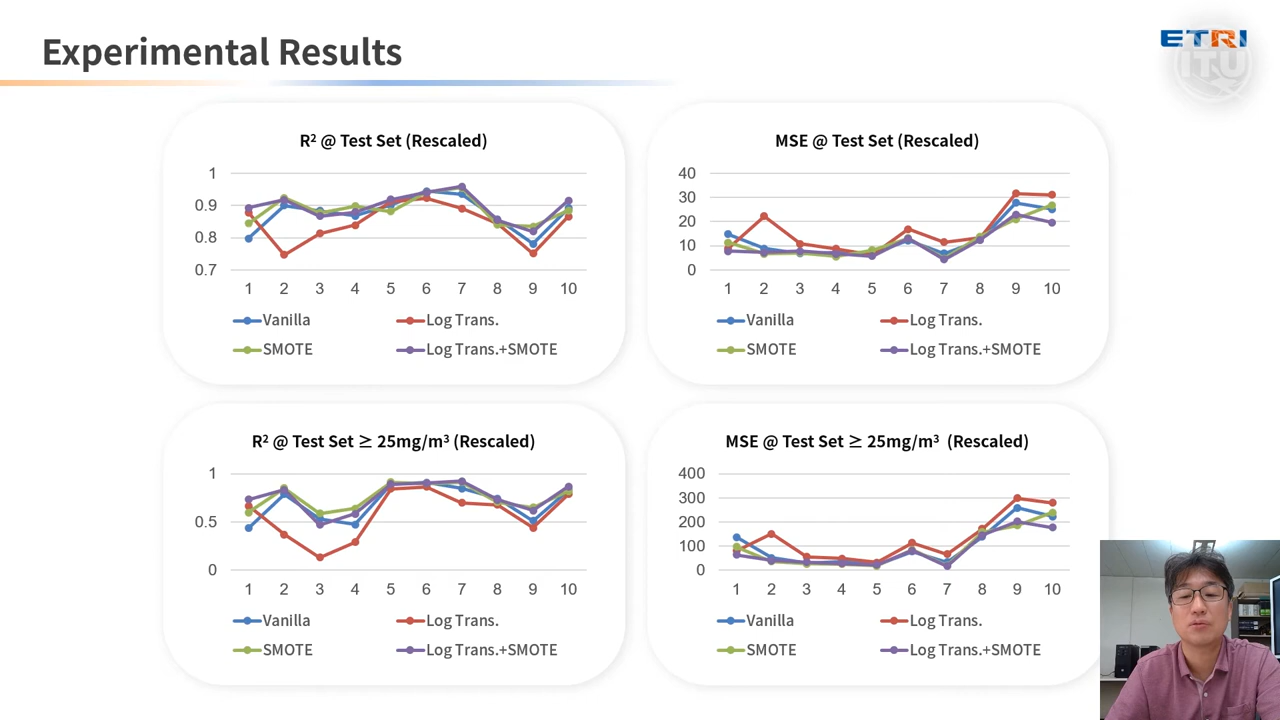 Experimental Results
ETRI
ITU
R² @ Test Set (Rescaled)
1
0.9
0.8
0.7
1 2 3 4 5 6 7 8 9 10
Vanilla Log Trans.
SMOTE Log Trans.+SMOTE
MSE @ Test Set (Rescaled)
40
30
20
10
0
1 2 3 4 5 6 7 8 9 10
Vanilla Log Trans.
SMOTE Log Trans.+SMOTE
R² @ Test Set ≥ 25mg/m³ (Rescaled)
1
0.5
0
1 2 3 4 5 6 7 8 9 10
Vanilla Log Trans.
SMOTE Log Trans.+SMOTE
MSE @ Test Set ≥ 25mg/m³ (Rescaled)
400
300
200
100
0
1 2 3 4 5 6 7 8 9 10
Vanilla Log Trans.
SMOTE Log Trans.+SMOTE